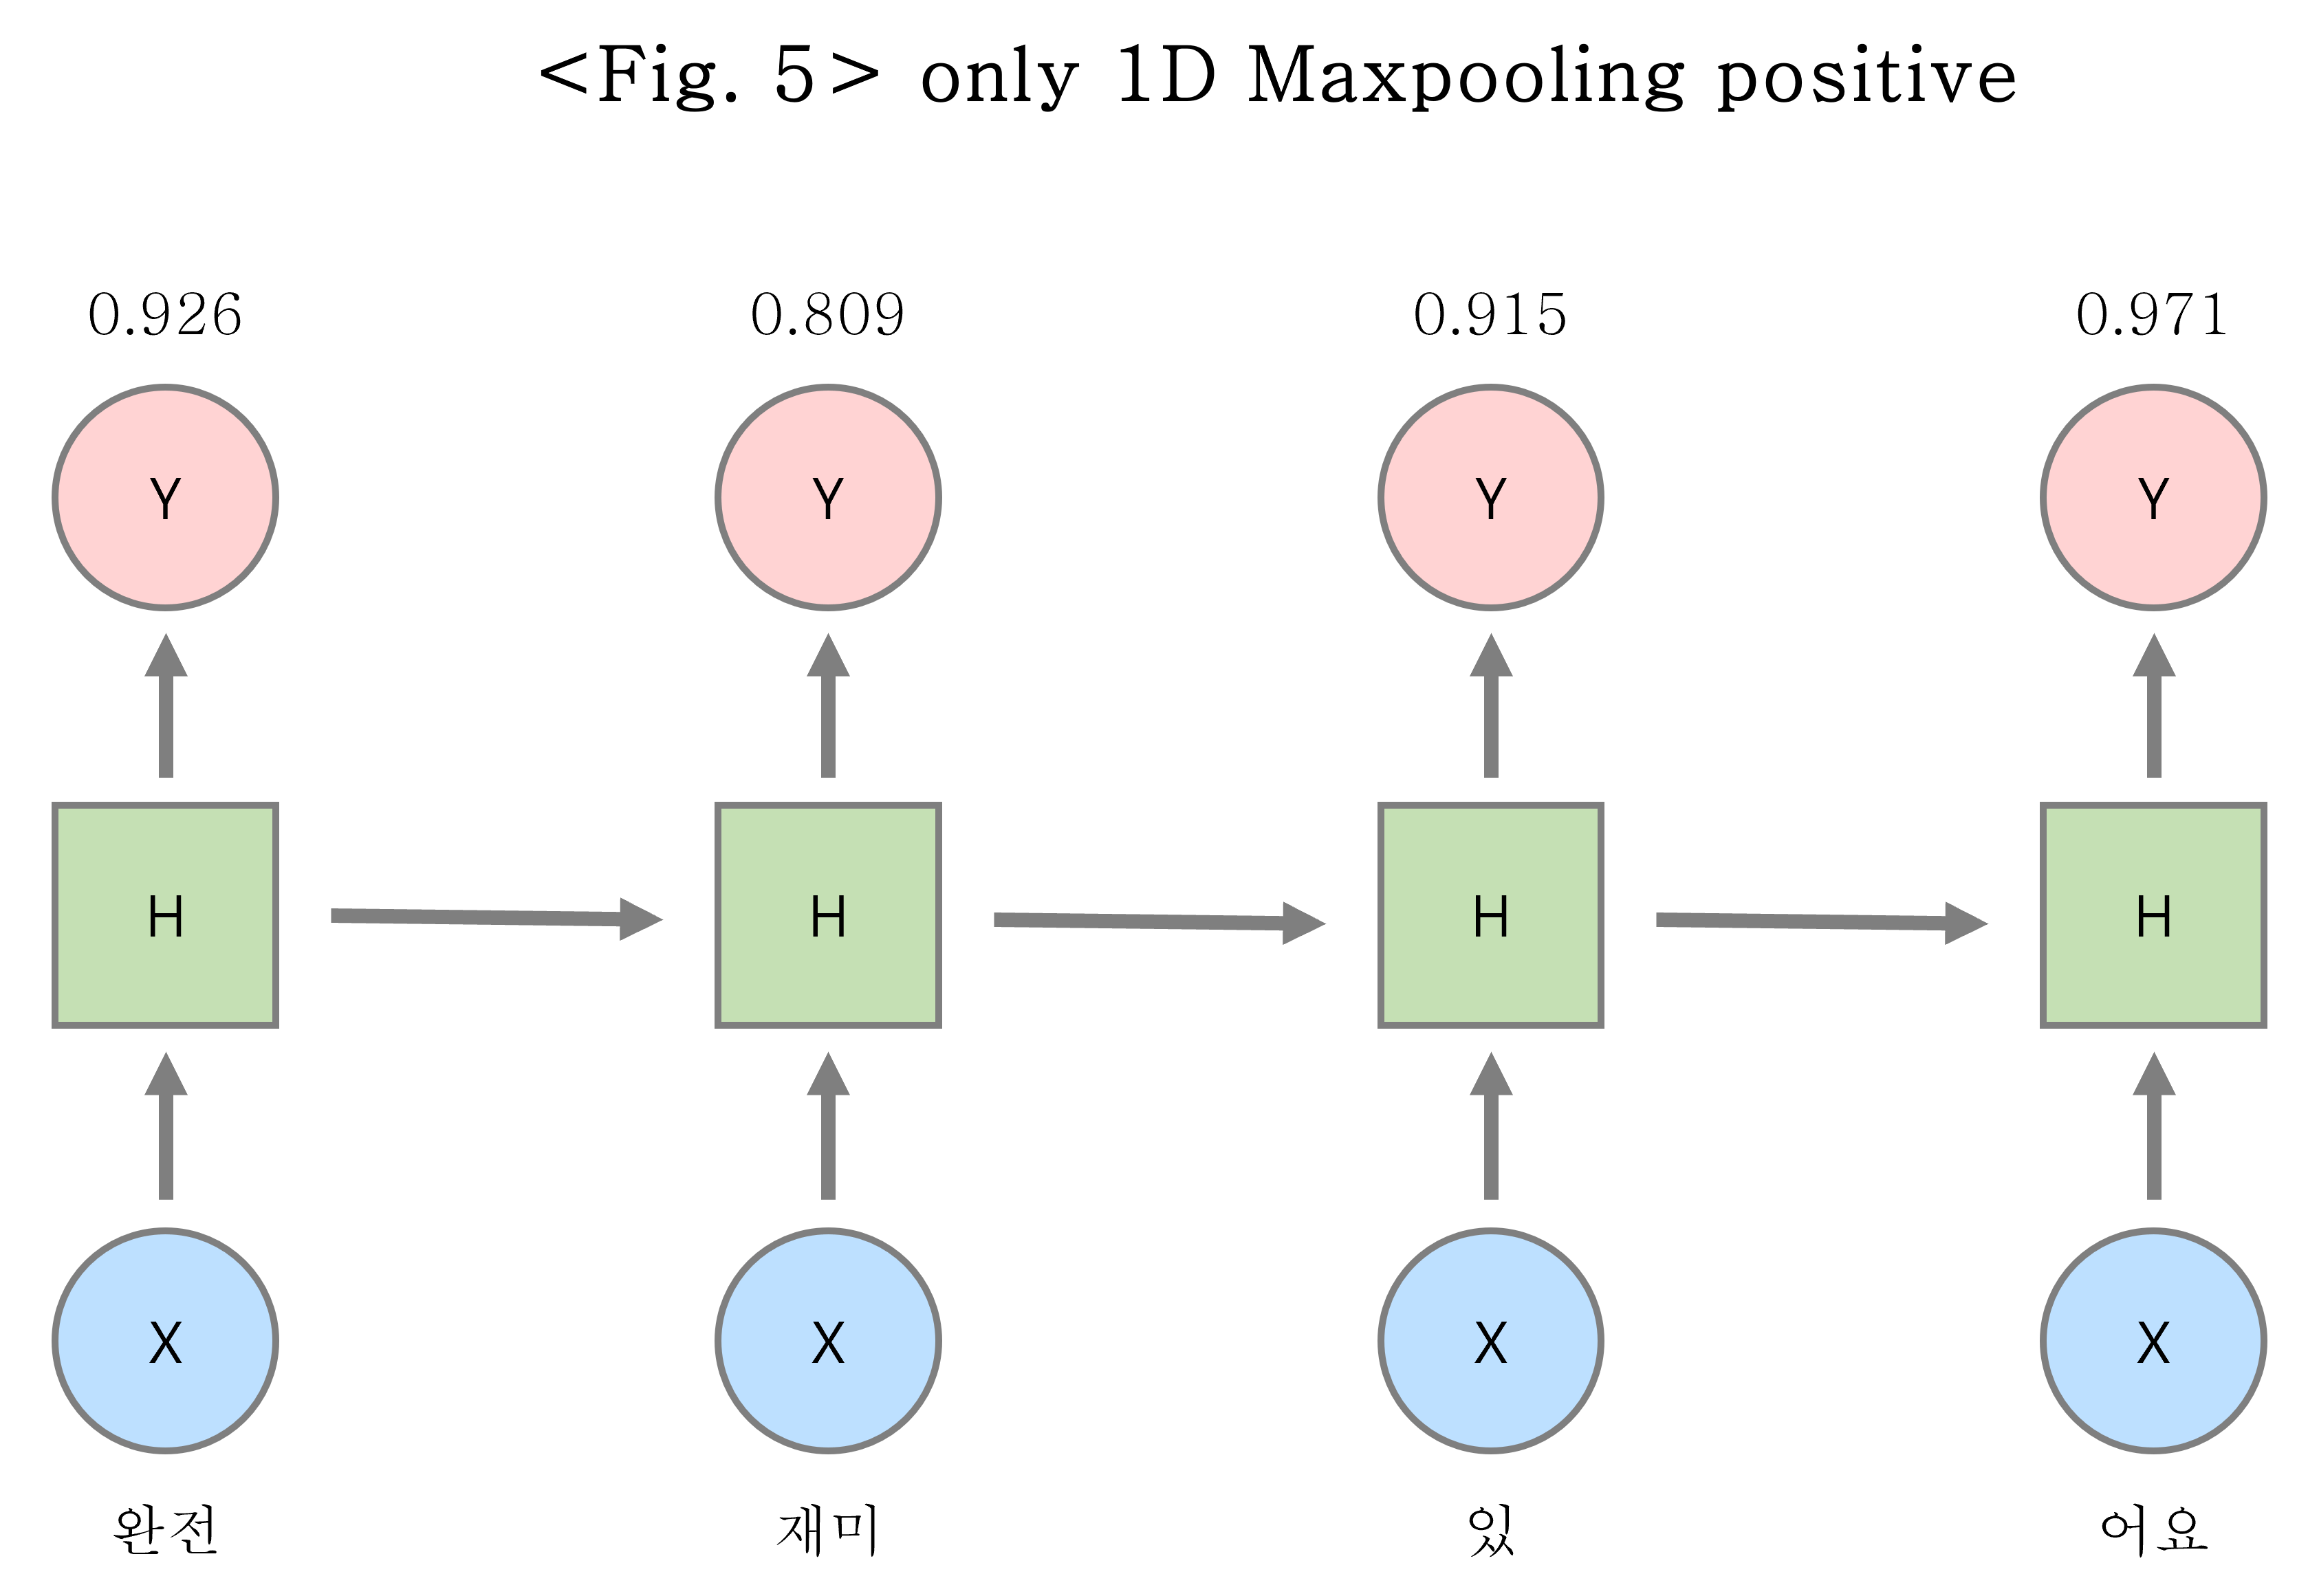 <Fig. 5> only 1D Maxpooling positive
0.926 0.809 0.915 0.971
Y Y Y Y
H H H H
X X X X
완전 재미 있 어요